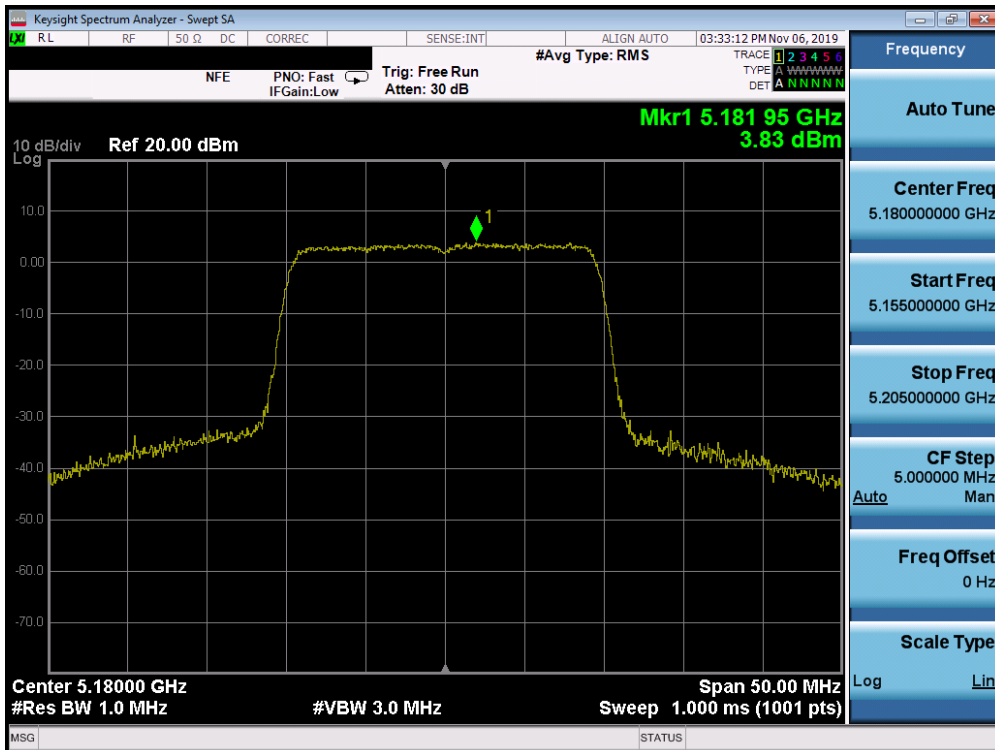 Keysight Spectrum Analyzer - Swept SA
LXI RL RF 50 Ω DC CORREC SENSE:INT ALIGN AUTO 03:33:12 PM Nov 06, 2019
#Avg Type: RMS TRACE 1 2 3 4 5 6
NFE PNO: Fast Trig: Free Run TYPE A WWWWW
IFGain:Low Atten: 30 dB DET A N N N N N
Mkr1 5.181 95 GHz
3.83 dBm
10 dB/div Ref 20.00 dBm
Log
1
10.0
0.00
-10.0
-20.0
-30.0
-40.0
-50.0
-60.0
-70.0
Center 5.18000 GHz Span 50.00 MHz
#Res BW 1.0 MHz #VBW 3.0 MHz Sweep 1.000 ms (1001 pts)
MSG STATUS
Frequency
Auto Tune
Center Freq
5.180000000 GHz
Start Freq
5.155000000 GHz
Stop Freq
5.205000000 GHz
CF Step
5.000000 MHz
Auto Man
Freq Offset
0 Hz
Scale Type
Log Lin